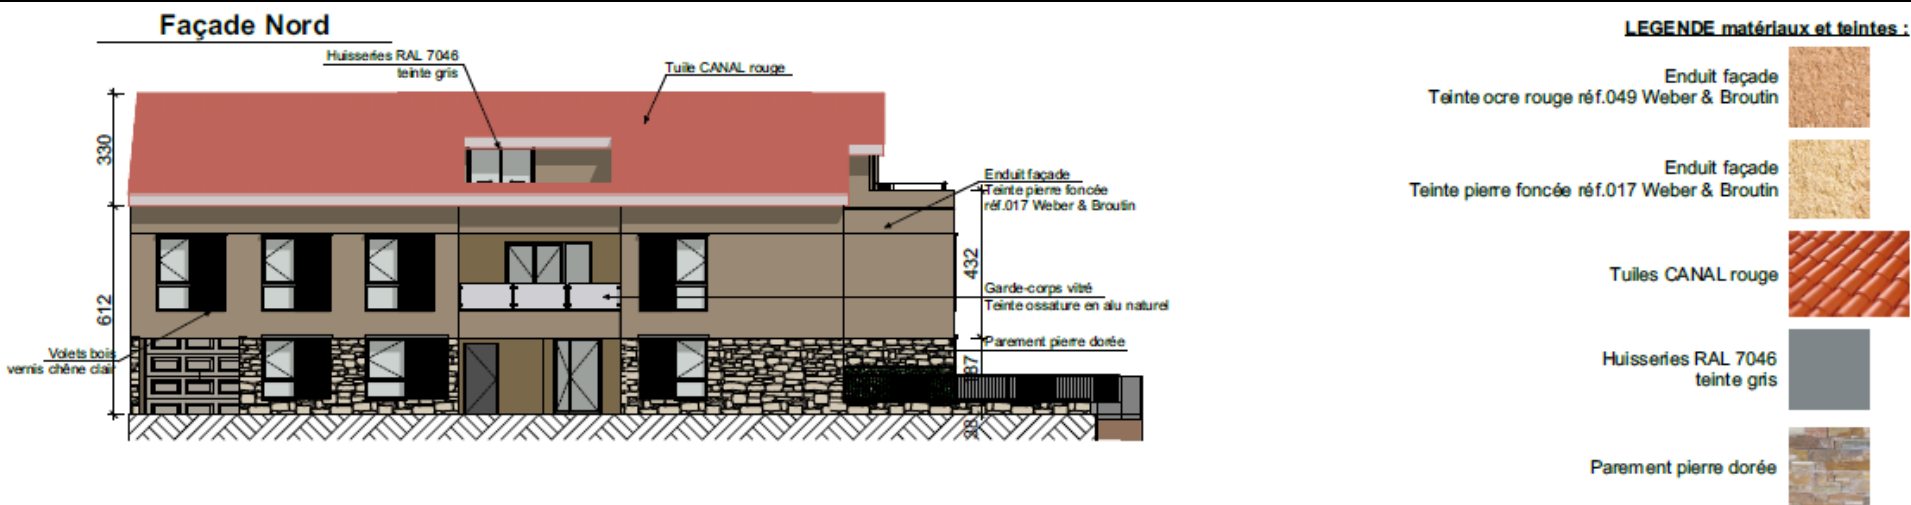 Façade Nord
Huisseries RAL 7046
teinte gris
Tuile CANAL rouge
330
612
Enduit façade
Teinte pierre foncée
réf.017 Weber & Broutin
432
Garde-corps vitré
Teinte ossature en alu naturel
Parement pierre dorée
Volets bois
vernis chêne clair
LEGENDE matériaux et teintes :
Enduit façade
Teinte ocre rouge réf.049 Weber & Broutin
Enduit façade
Teinte pierre foncée réf.017 Weber & Broutin
Tuiles CANAL rouge
Huisseries RAL 7046
teinte gris
Parement pierre dorée